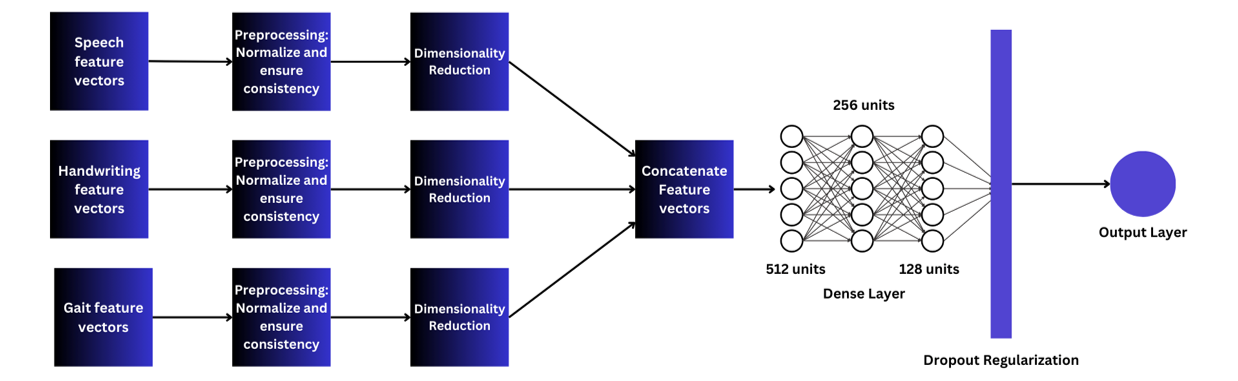 Speech
feature
vectors
Preprocessing:
Normalize and
ensure
consistency
Dimensionality
Reduction
Handwriting
feature
vectors
Preprocessing:
Normalize and
ensure
consistency
Dimensionality
Reduction
Gait feature
vectors
Preprocessing:
Normalize and
ensure
consistency
Dimensionality
Reduction
Concatenate
Feature
vectors
256 units
512 units
128 units
Dense Layer
Dropout Regularization
Output Layer